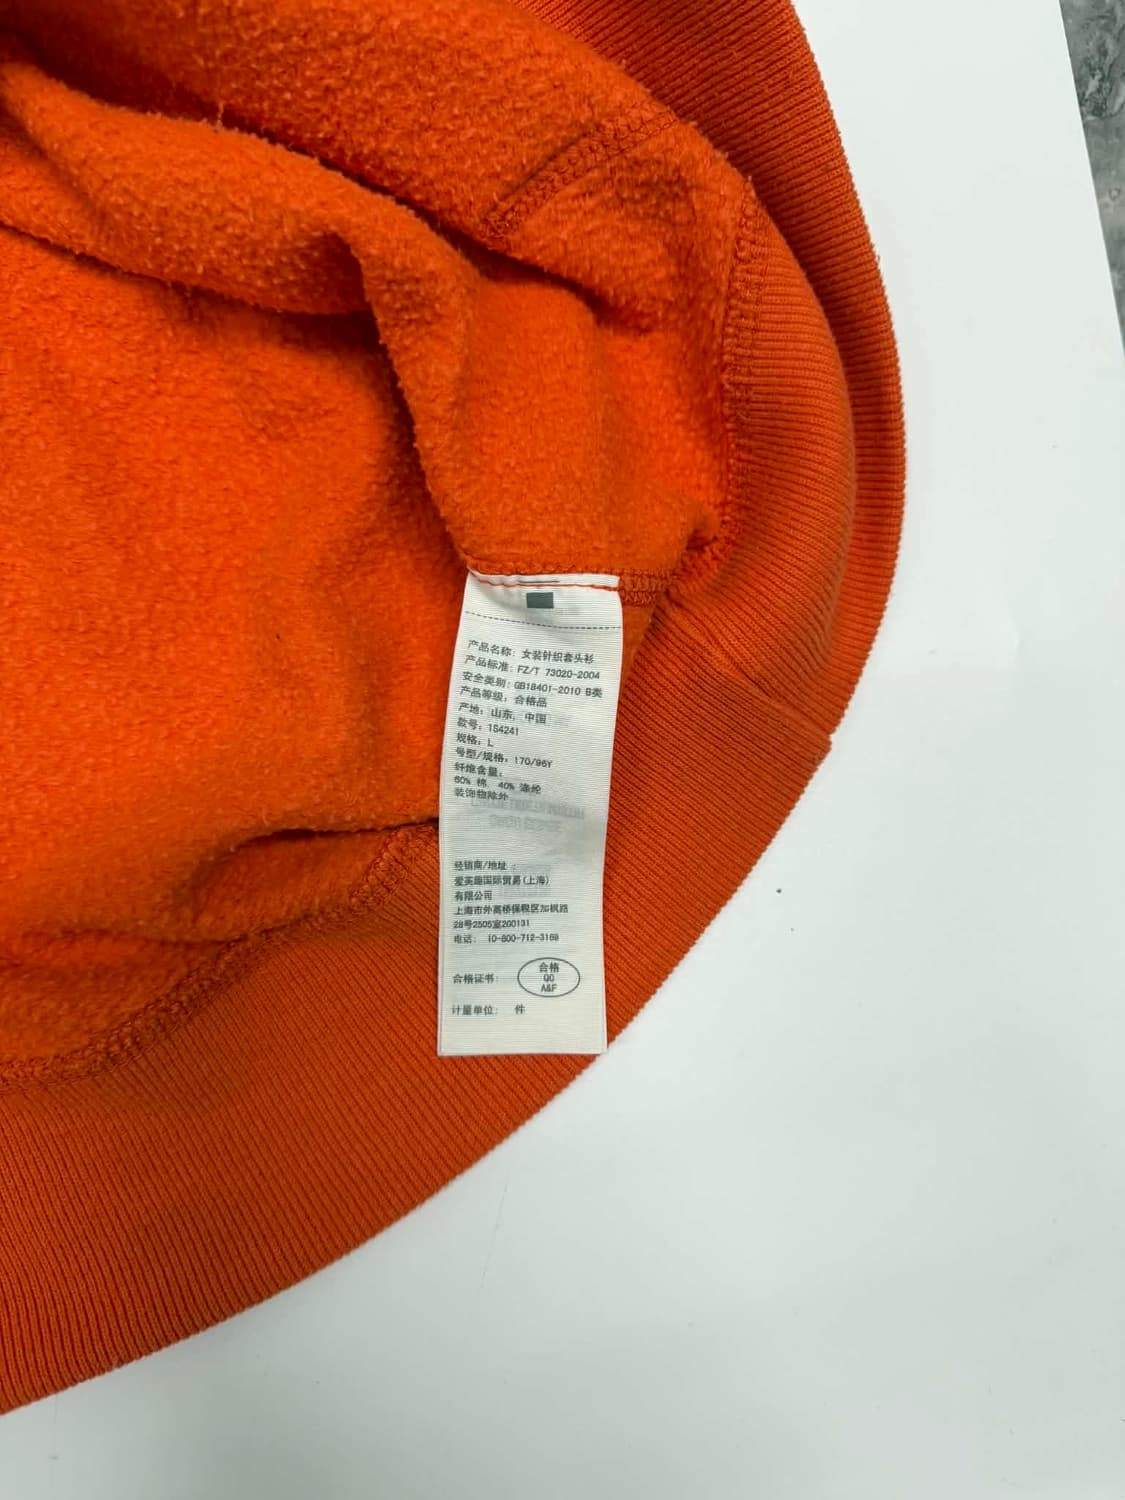 产品名称: 女装针织套头衫
产品标准: FZ/T 73020-2004
安全类别: GB18401-2010 B类
产品等级: 合格品
产地: 山东, 中国
款号: 154241
规格: L
号型/规格: 170/96Y
纤维含量:
60% 棉 40% 涤纶
装饰物除外
经销商/地址:
爱芙趣国际贸易(上海)
有限公司
上海市外高桥保税区加枫路
28号2505室200131
电话: 10-800-712-3169
合格证书:
合格
QC
A&F
计量单位: 件